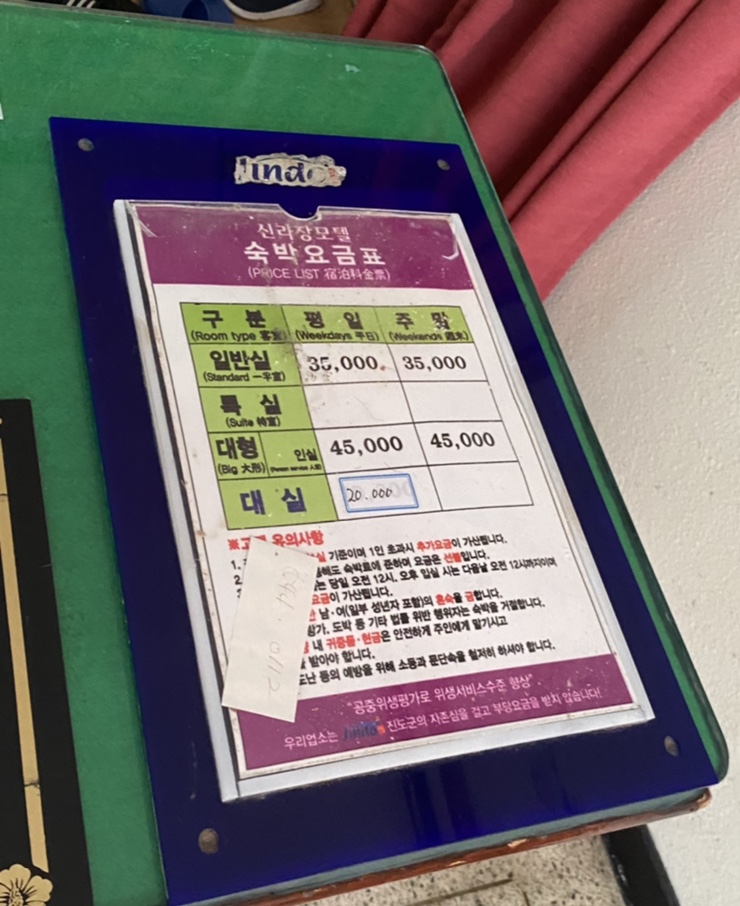 Jindo
신라장모텔
숙박요금표
(PRICE LIST 宿泊料金票)
구 분 평 일 주 말
(Room type 客室) (Weekdays 平日) (Weekends 週末)
일반실 35,000 35,000
(Standard 一半室)
특 실
(Suite 特室)
대형 인실 45,000 45,000
(Big 大形)
대 실 20.000
유의사항
1.
기준이며 1인 초과시 추가요금이 가산됩니다.
2.
숙박료에 준하며 요금은 선불입니다.
당일 오전 12시, 오후 입실 시는 다음날 오전 12시까지이며
요금이 가산됩니다.
남·여(일부 성년자 포함)의 혼숙을 금합니다.
도박 등 기타 법률 위반 행위자는 숙박을 거절합니다.
내 귀중품·현금은 안전하게 주인에게 맡기시고
받아야 합니다.
도난 등의 예방을 위해 소등과 문단속을 철저히 하셔야 합니다.
"공중위생평가로 위생서비스수준 향상"
우리업소는 Jindo 진도군의 자존심을 걸고 부당요금을 받지 않습니다!